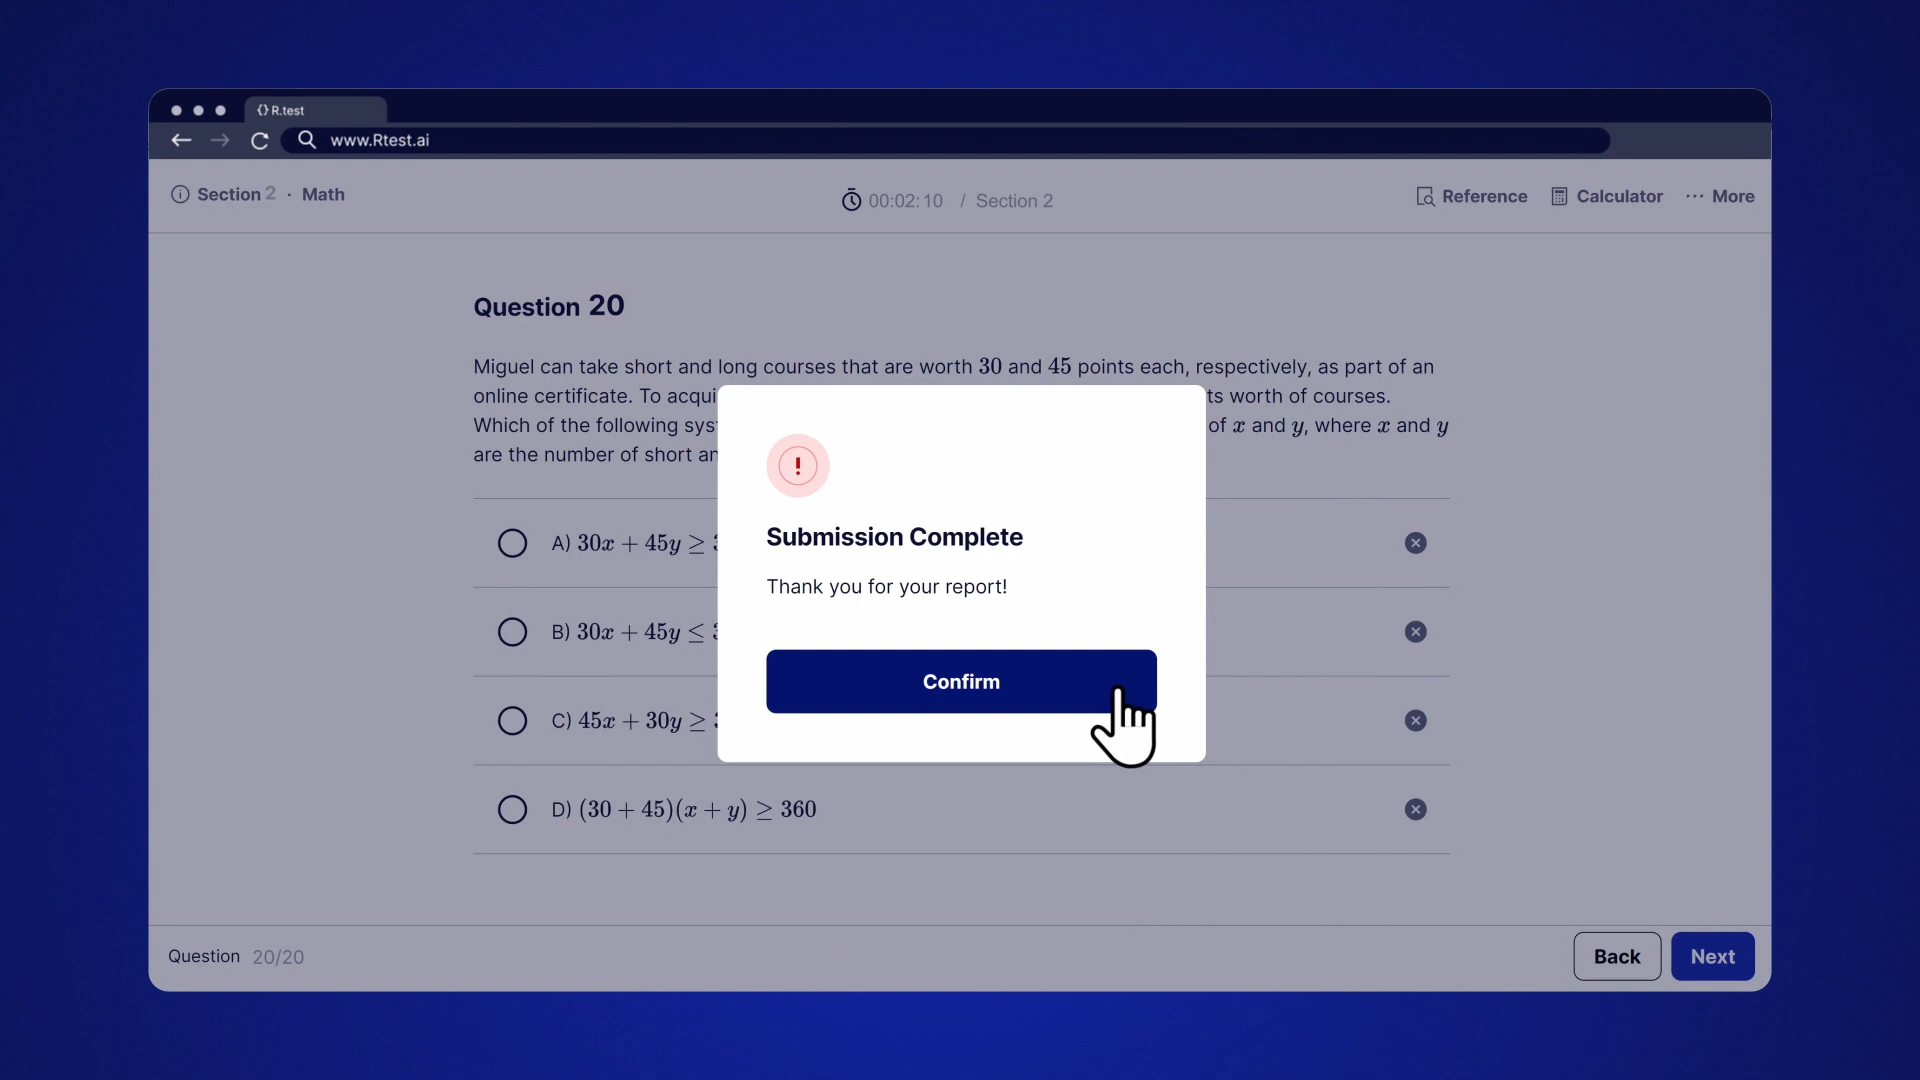 {} R.test
www.Rtest.ai
Section 2 · Math
00:02:10 / Section 2
Reference
Calculator
··· More
Question 20
Miguel can take short and long courses that are worth 30 and 45 points each, respectively, as part of an
online certificate. To worth of courses.
Which of the following of x and y, where x and y
are the number of short
A) 30x + 45y ≥
B) 30x + 45y ≤
C) 45x + 30y ≥
D) (30 + 45)(x + y) ≥ 360
!
Submission Complete
Thank you for your report!
Confirm
Question 20/20
Back
Next